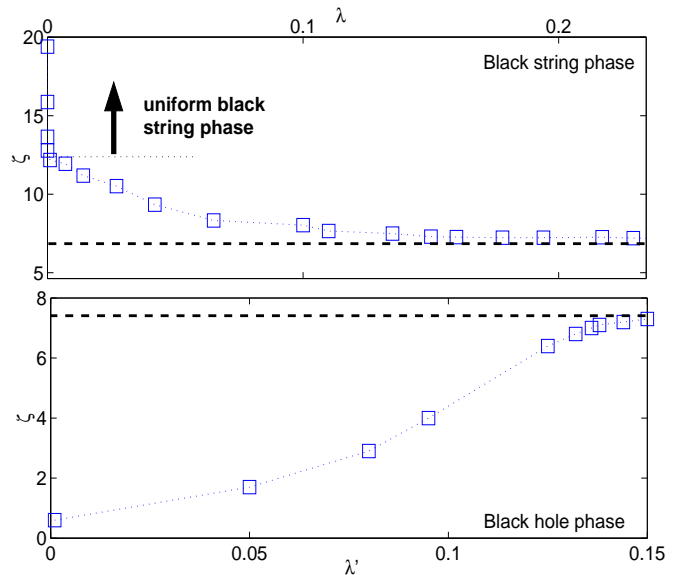 0 0.1 0.2
λ
20
15
10
5
ζ
Black string phase
uniform black
string phase
8
6
4
2
0
ζ
Black hole phase
0 0.05 0.1 0.15
λ'